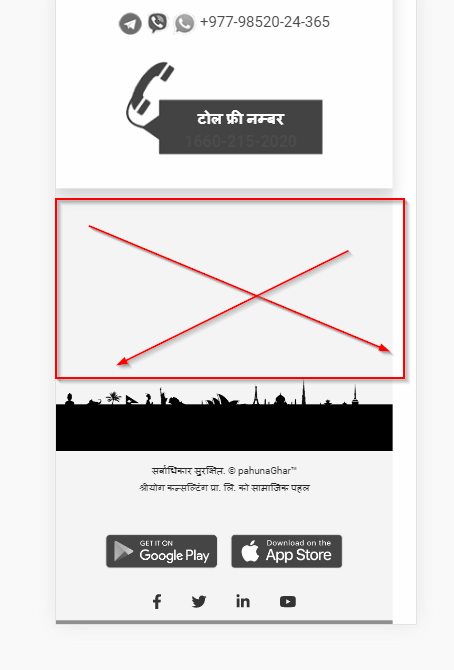 +977-98520-24-365
टोल फ्री नम्बर
1660-215-2020
सर्वाधिकार सुरक्षित. © pahunaGhar™
श्रीयोग कन्सल्टिंग प्रा. लि. को सामाजिक पहल
GET IT ON
Google Play
Download on the
App Store